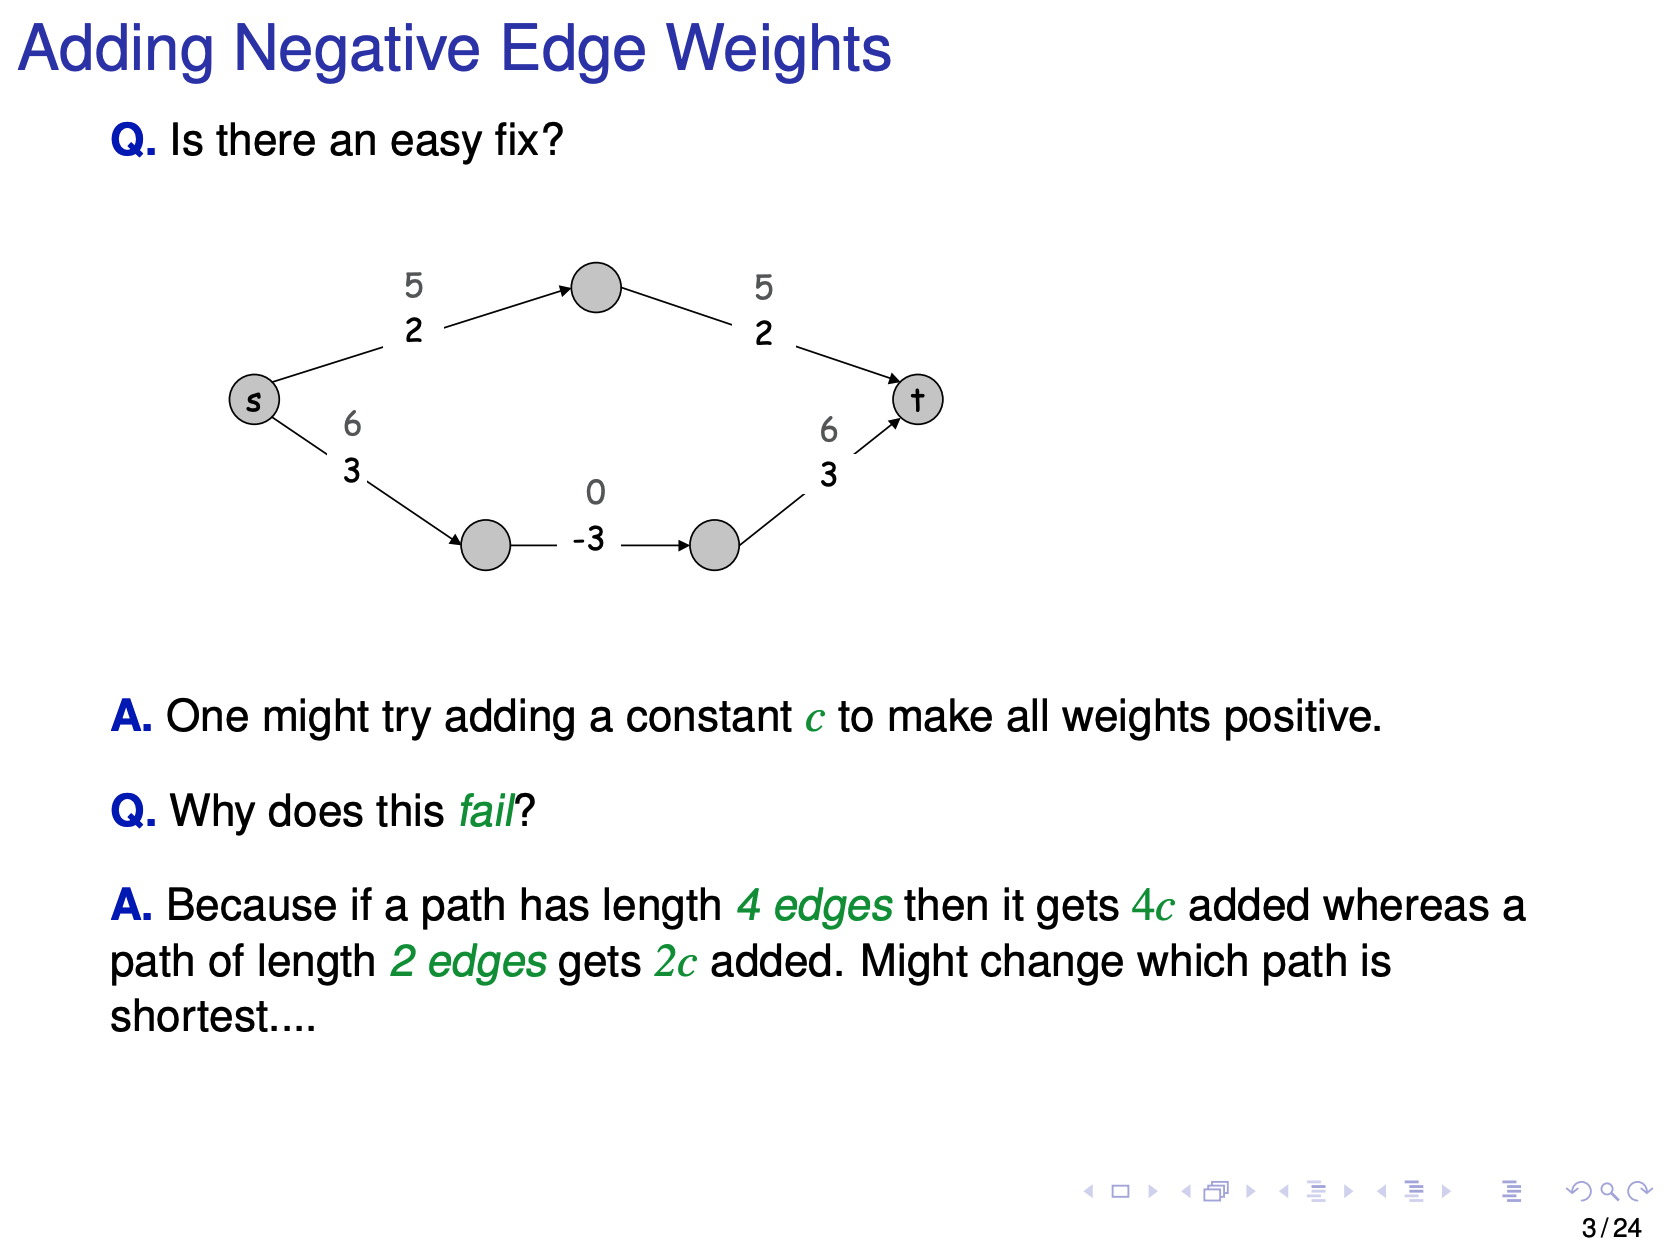 Adding Negative Edge Weights
Q. Is there an easy fix?
5
2
5
2
s
t
6
3
6
3
0
-3
A. One might try adding a constant c to make all weights positive.
Q. Why does this fail?
A. Because if a path has length 4 edges then it gets 4c added whereas a
path of length 2 edges gets 2c added. Might change which path is
shortest....
3 / 24